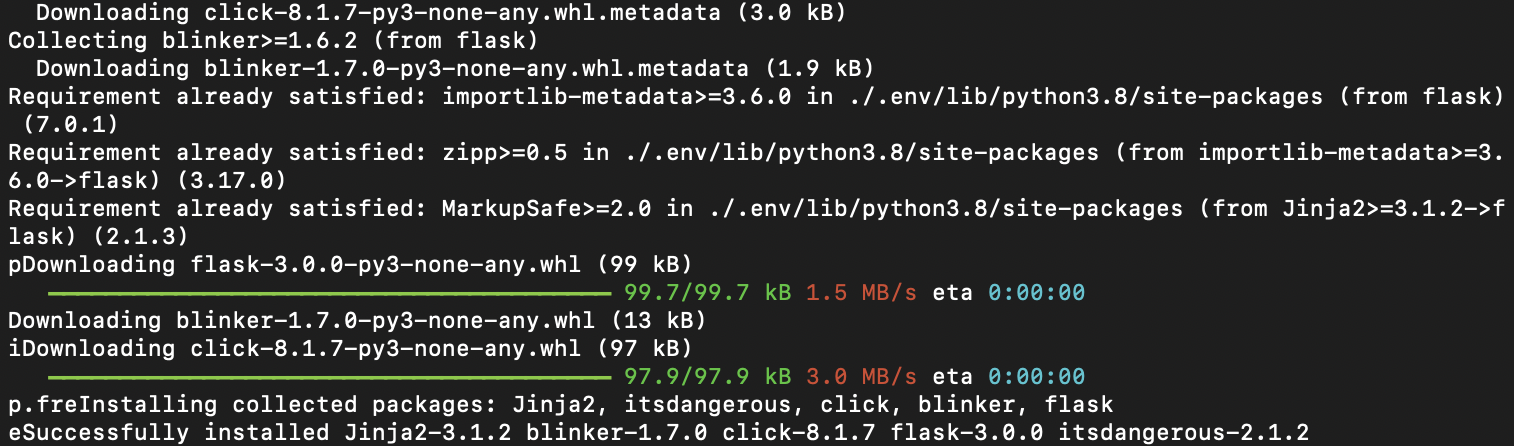 Downloading click-8.1.7-py3-none-any.whl.metadata (3.0 kB)
Collecting blinker>=1.6.2 (from flask)
Downloading blinker-1.7.0-py3-none-any.whl.metadata (1.9 kB)
Requirement already satisfied: importlib-metadata>=3.6.0 in ./.env/lib/python3.8/site-packages (from flask)
(7.0.1)
Requirement already satisfied: zipp>=0.5 in ./.env/lib/python3.8/site-packages (from importlib-metadata>=3.
6.0->flask) (3.17.0)
Requirement already satisfied: MarkupSafe>=2.0 in ./.env/lib/python3.8/site-packages (from Jinja2>=3.1.2->f
lask) (2.1.3)
pDownloading flask-3.0.0-py3-none-any.whl (99 kB)
99.7/99.7 kB 1.5 MB/s eta 0:00:00
Downloading blinker-1.7.0-py3-none-any.whl (13 kB)
iDownloading click-8.1.7-py3-none-any.whl (97 kB)
97.9/97.9 kB 3.0 MB/s eta 0:00:00
p.freInstalling collected packages: Jinja2, itsdangerous, click, blinker, flask
eSuccessfully installed Jinja2-3.1.2 blinker-1.7.0 click-8.1.7 flask-3.0.0 itsdangerous-2.1.2